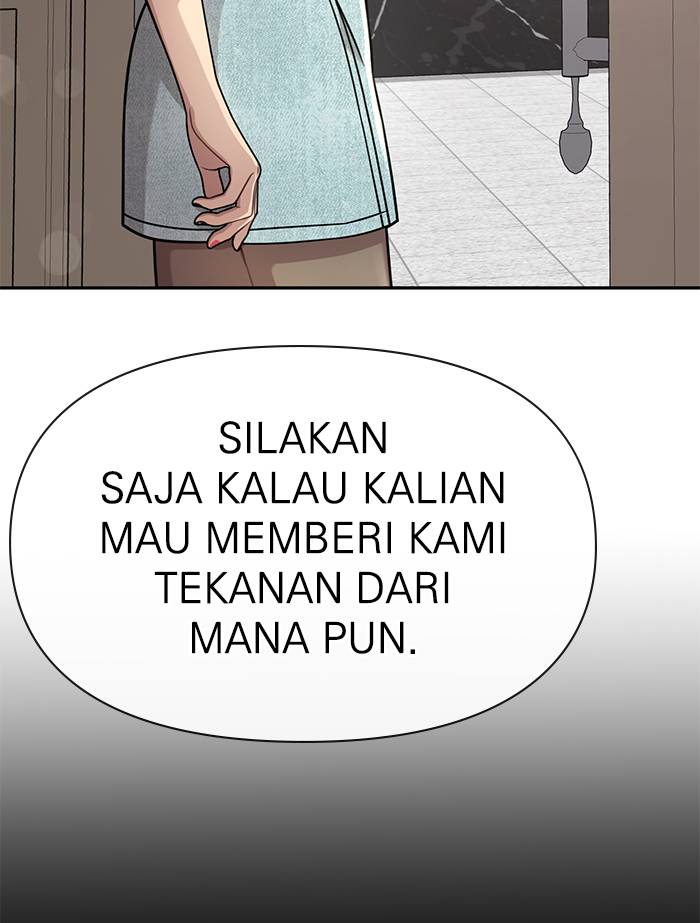 SILAKAN
SAJA KALAU KALIAN
MAU MEMBERI KAMI
TEKANAN DARI
MANA PUN.